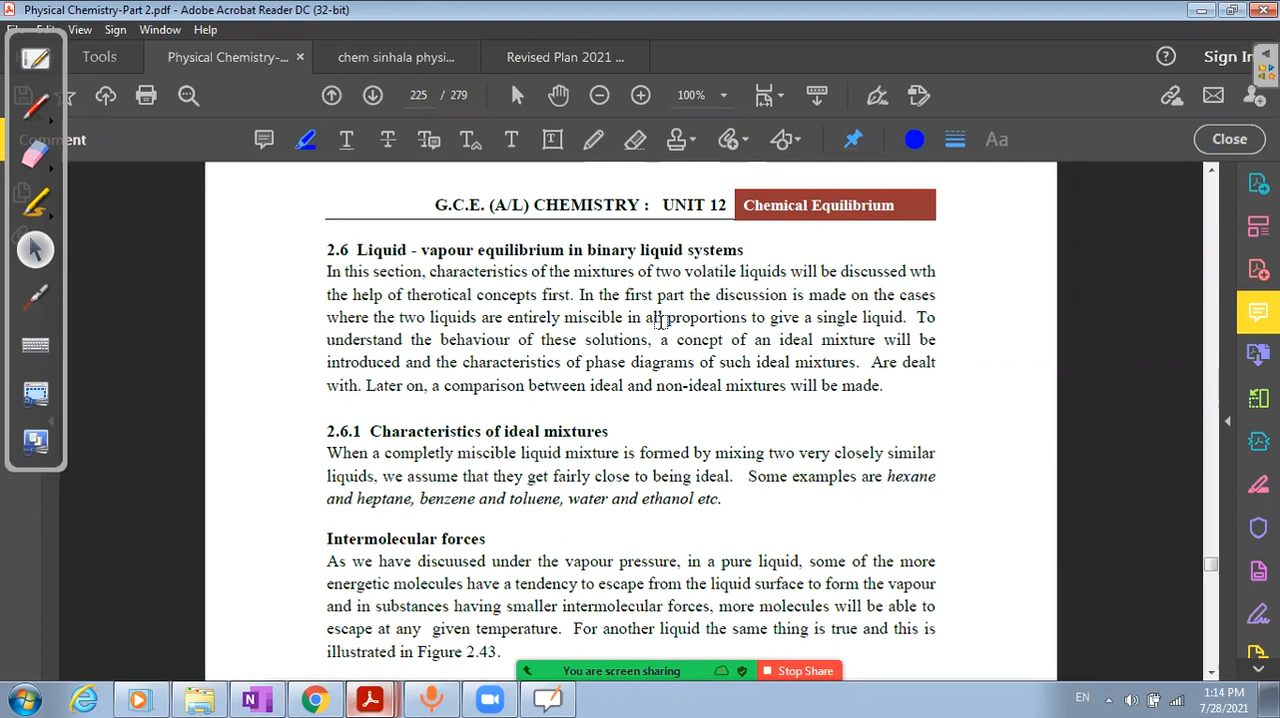 Physical Chemistry-Part 2.pdf - Adobe Acrobat Reader DC (32-bit)
View Sign Window Help
Tools Physical Chemistry-... × chem sinhala physi... Revised Plan 2021 ... Sign In
225 / 279 100%
Comment T T T T T Aa Close
G.C.E. (A/L) CHEMISTRY : UNIT 12 Chemical Equilibrium
2.6 Liquid - vapour equilibrium in binary liquid systems
In this section, characteristics of the mixtures of two volatile liquids will be discussed wth
the help of therotical concepts first. In the first part the discussion is made on the cases
where the two liquids are entirely miscible in all proportions to give a single liquid. To
understand the behaviour of these solutions, a concpt of an ideal mixture will be
introduced and the characteristics of phase diagrams of such ideal mixtures. Are dealt
with. Later on, a comparison between ideal and non-ideal mixtures will be made.
2.6.1 Characteristics of ideal mixtures
When a completly miscible liquid mixture is formed by mixing two very closely similar
liquids, we assume that they get fairly close to being ideal. Some examples are hexane
and heptane, benzene and toluene, water and ethanol etc.
Intermolecular forces
As we have discuused under the vapour pressure, in a pure liquid, some of the more
energetic molecules have a tendency to escape from the liquid surface to form the vapour
and in substances having smaller intermolecular forces, more molecules will be able to
escape at any given temperature. For another liquid the same thing is true and this is
illustrated in Figure 2.43.
You are screen sharing Stop Share
EN 1:14 PM
7/28/2021